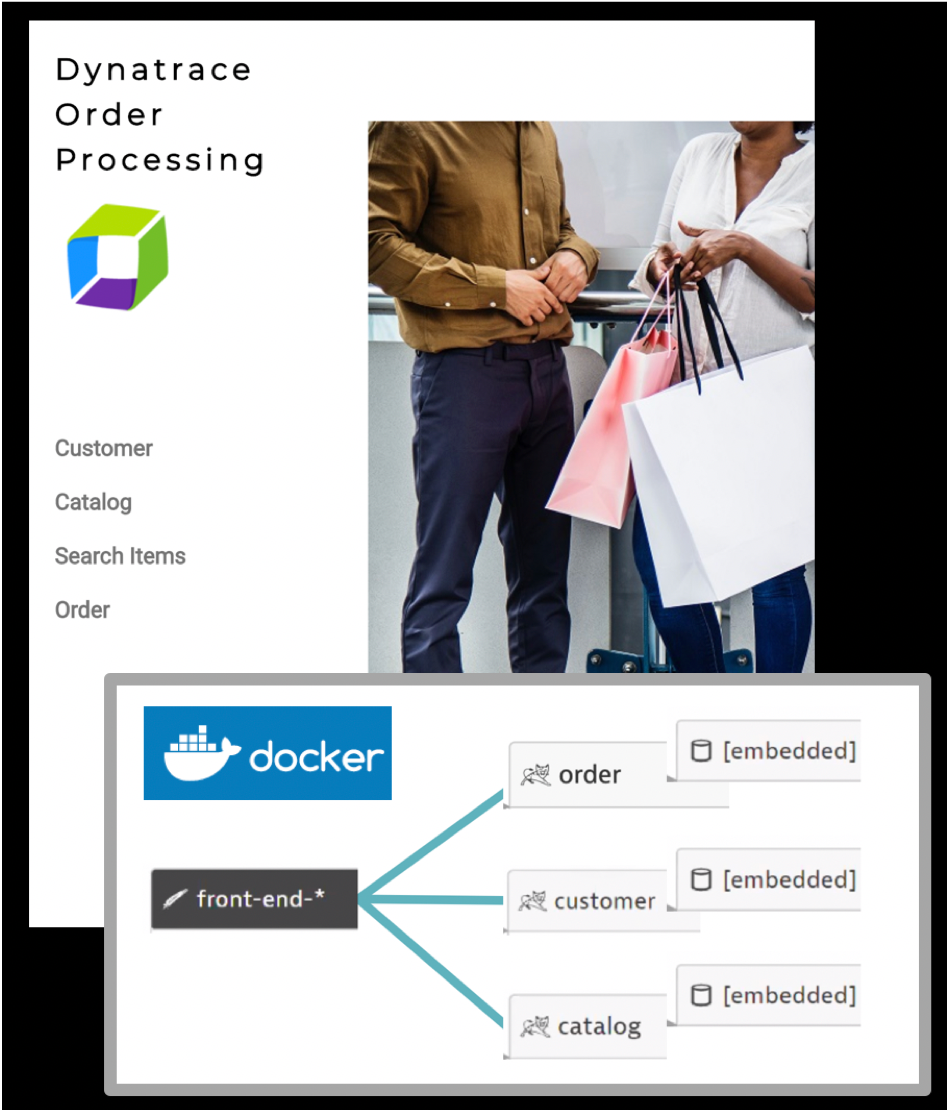 Dynatrace
Order
Processing
Customer
Catalog
Search Items
Order
docker
front-end-*
order
[embedded]
customer
[embedded]
catalog
[embedded]